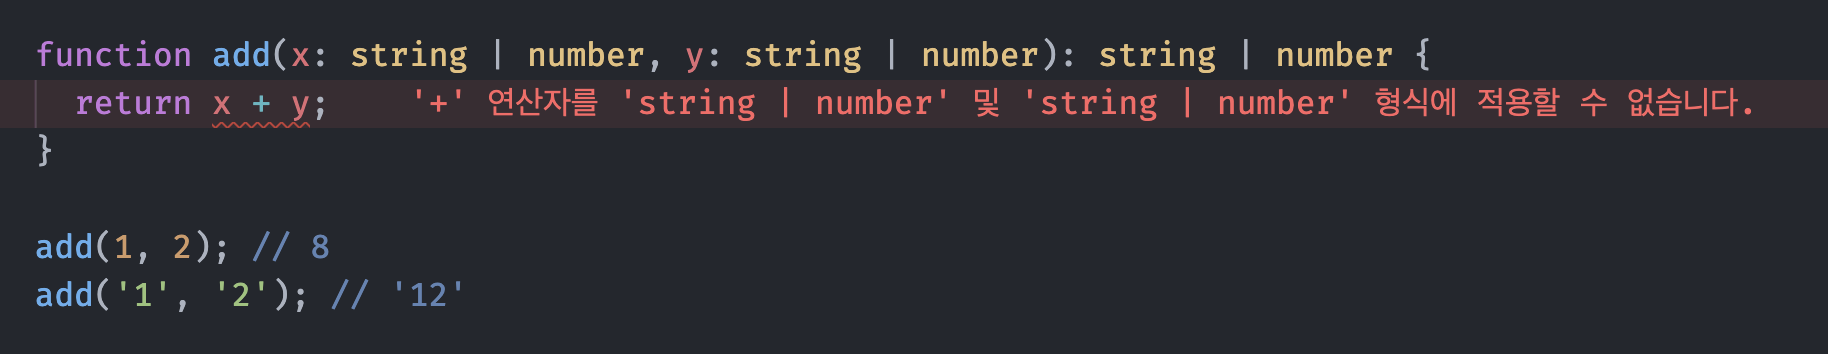 function add(x: string | number, y: string | number): string | number {
return x + y; '+' 연산자를 'string | number' 및 'string | number' 형식에 적용할 수 없습니다.
}
add(1, 2); // 8
add('1', '2'); // '12'